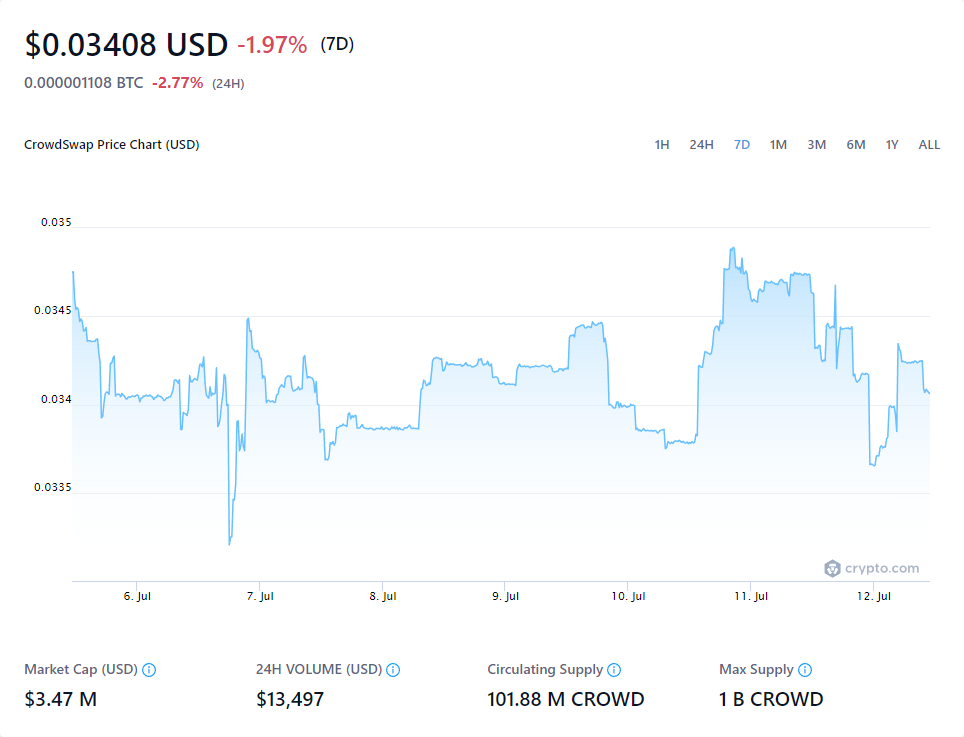 $0.03408 USD -1.97% (7D)
0.000001108 BTC -2.77% (24H)
CrowdSwap Price Chart (USD) 1H 24H 7D 1M 3M 6M 1Y ALL
0.035
0.0345
0.034
0.0335
crypto.com
6. Jul 7. Jul 8. Jul 9. Jul 10. Jul 11. Jul 12. Jul
Market Cap (USD) 24H VOLUME (USD) Circulating Supply Max Supply
$3.47 M $13,497 101.88 M CROWD 1 B CROWD